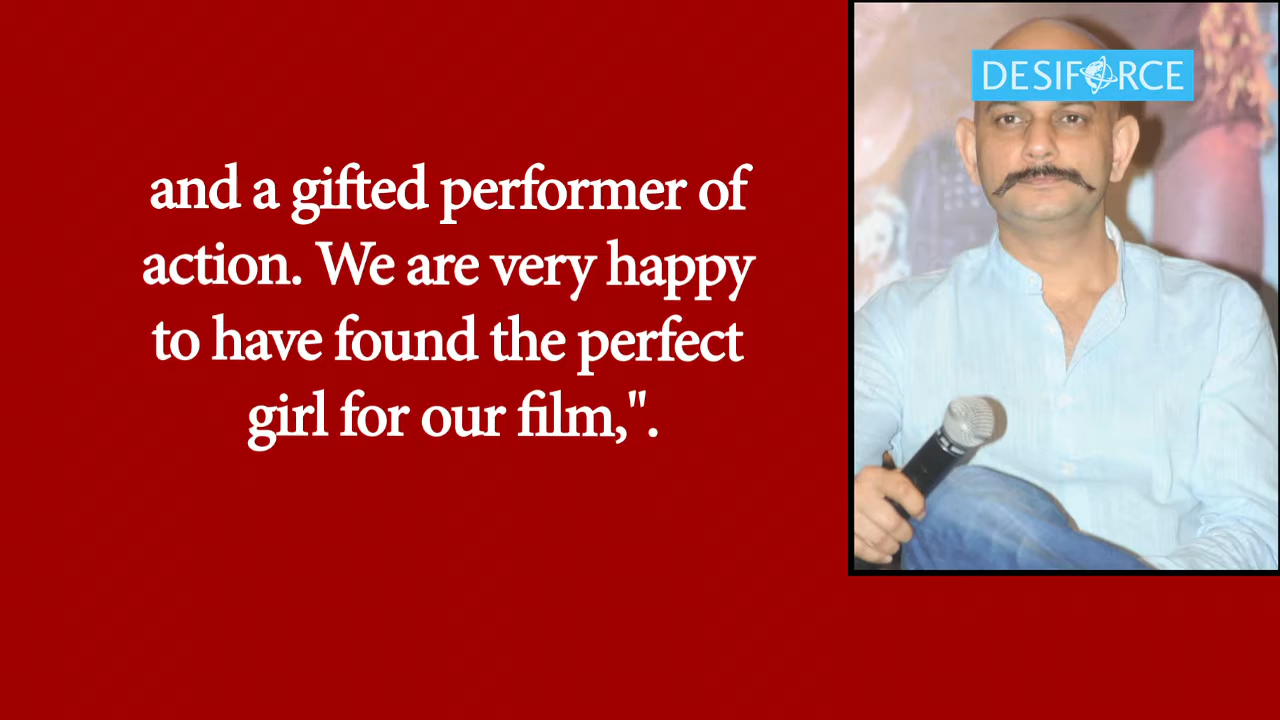 DESIFORCE
and a gifted performer of
action. We are very happy
to have found the perfect
girl for our film,".